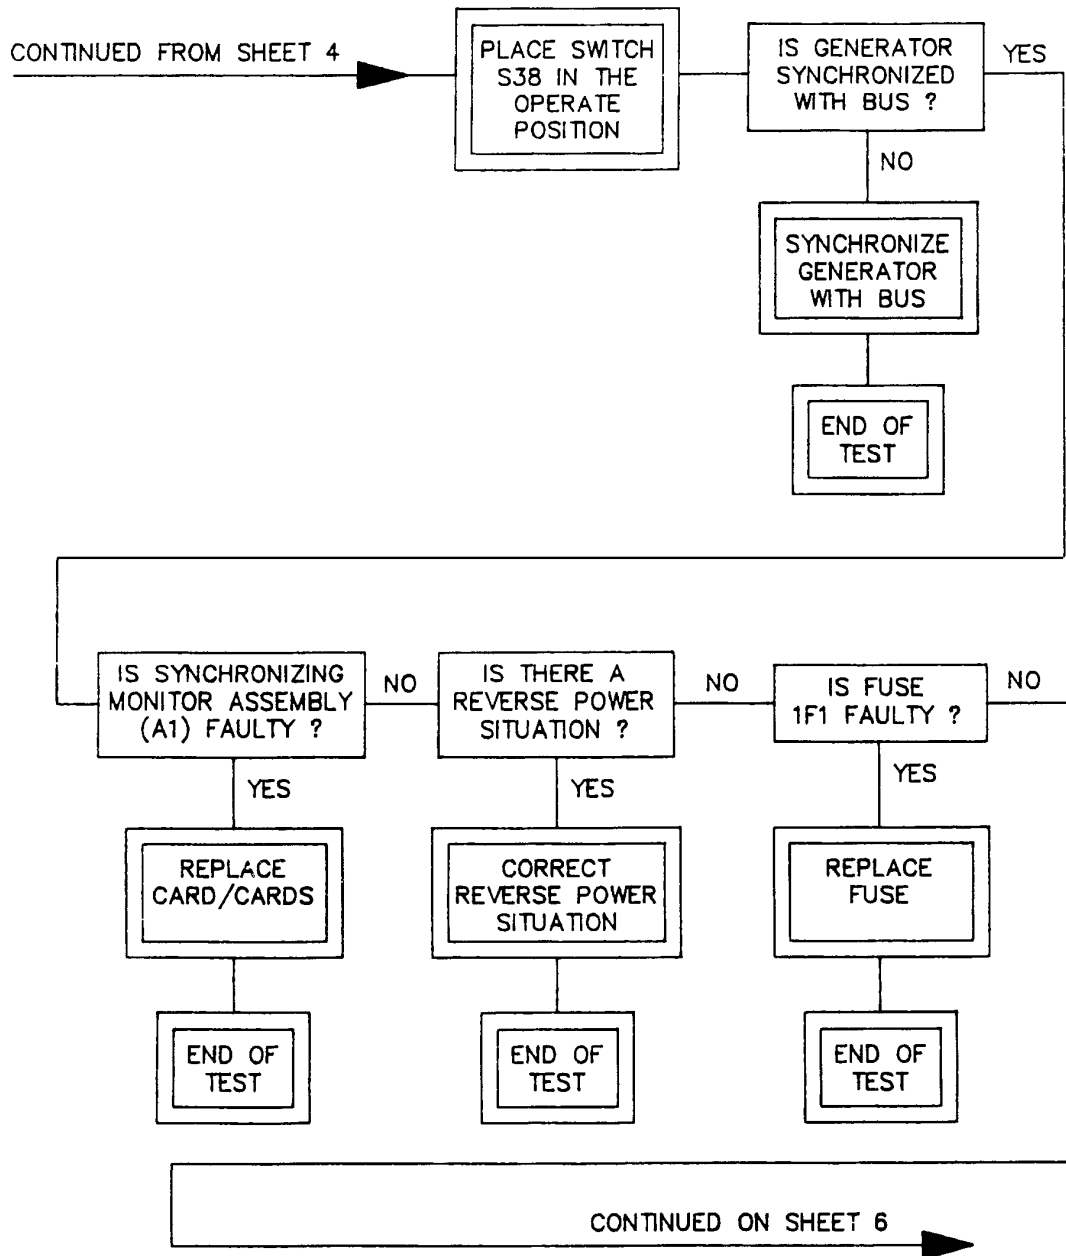 CONTINUED FROM SHEET 4
PLACE SWITCH
S38 IN THE
OPERATE
POSITION
IS GENERATOR
SYNCHRONIZED
WITH BUS ?
YES
NO
SYNCHRONIZE
GENERATOR
WITH BUS
END OF
TEST
IS SYNCHRONIZING
MONITOR ASSEMBLY
(A1) FAULTY ?
NO
IS THERE A
REVERSE POWER
SITUATION ?
NO
IS FUSE
1F1 FAULTY ?
NO
YES
YES
YES
REPLACE
CARD/CARDS
CORRECT
REVERSE POWER
SITUATION
REPLACE
FUSE
END OF
TEST
END OF
TEST
END OF
TEST
CONTINUED ON SHEET 6